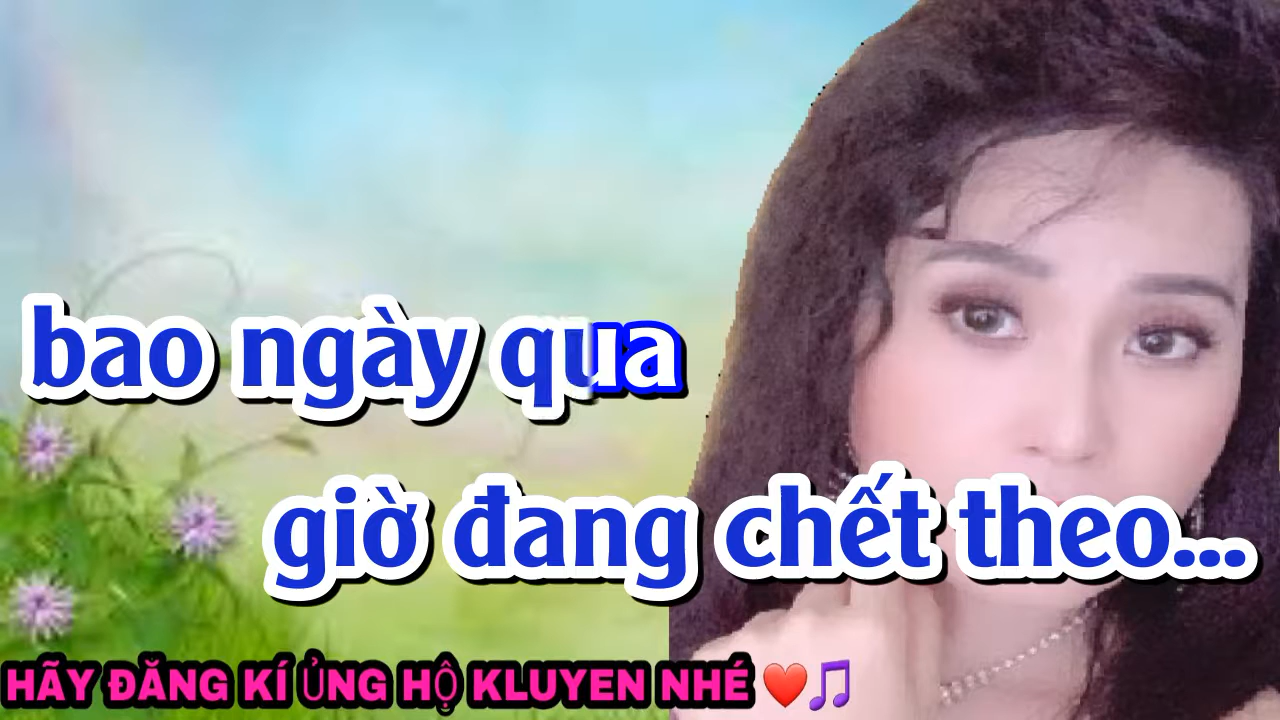 bao ngày qua
giờ đang chết theo...
HÃY ĐĂNG KÍ ỦNG HỘ KLUYEN NHÉ ❤️🎵